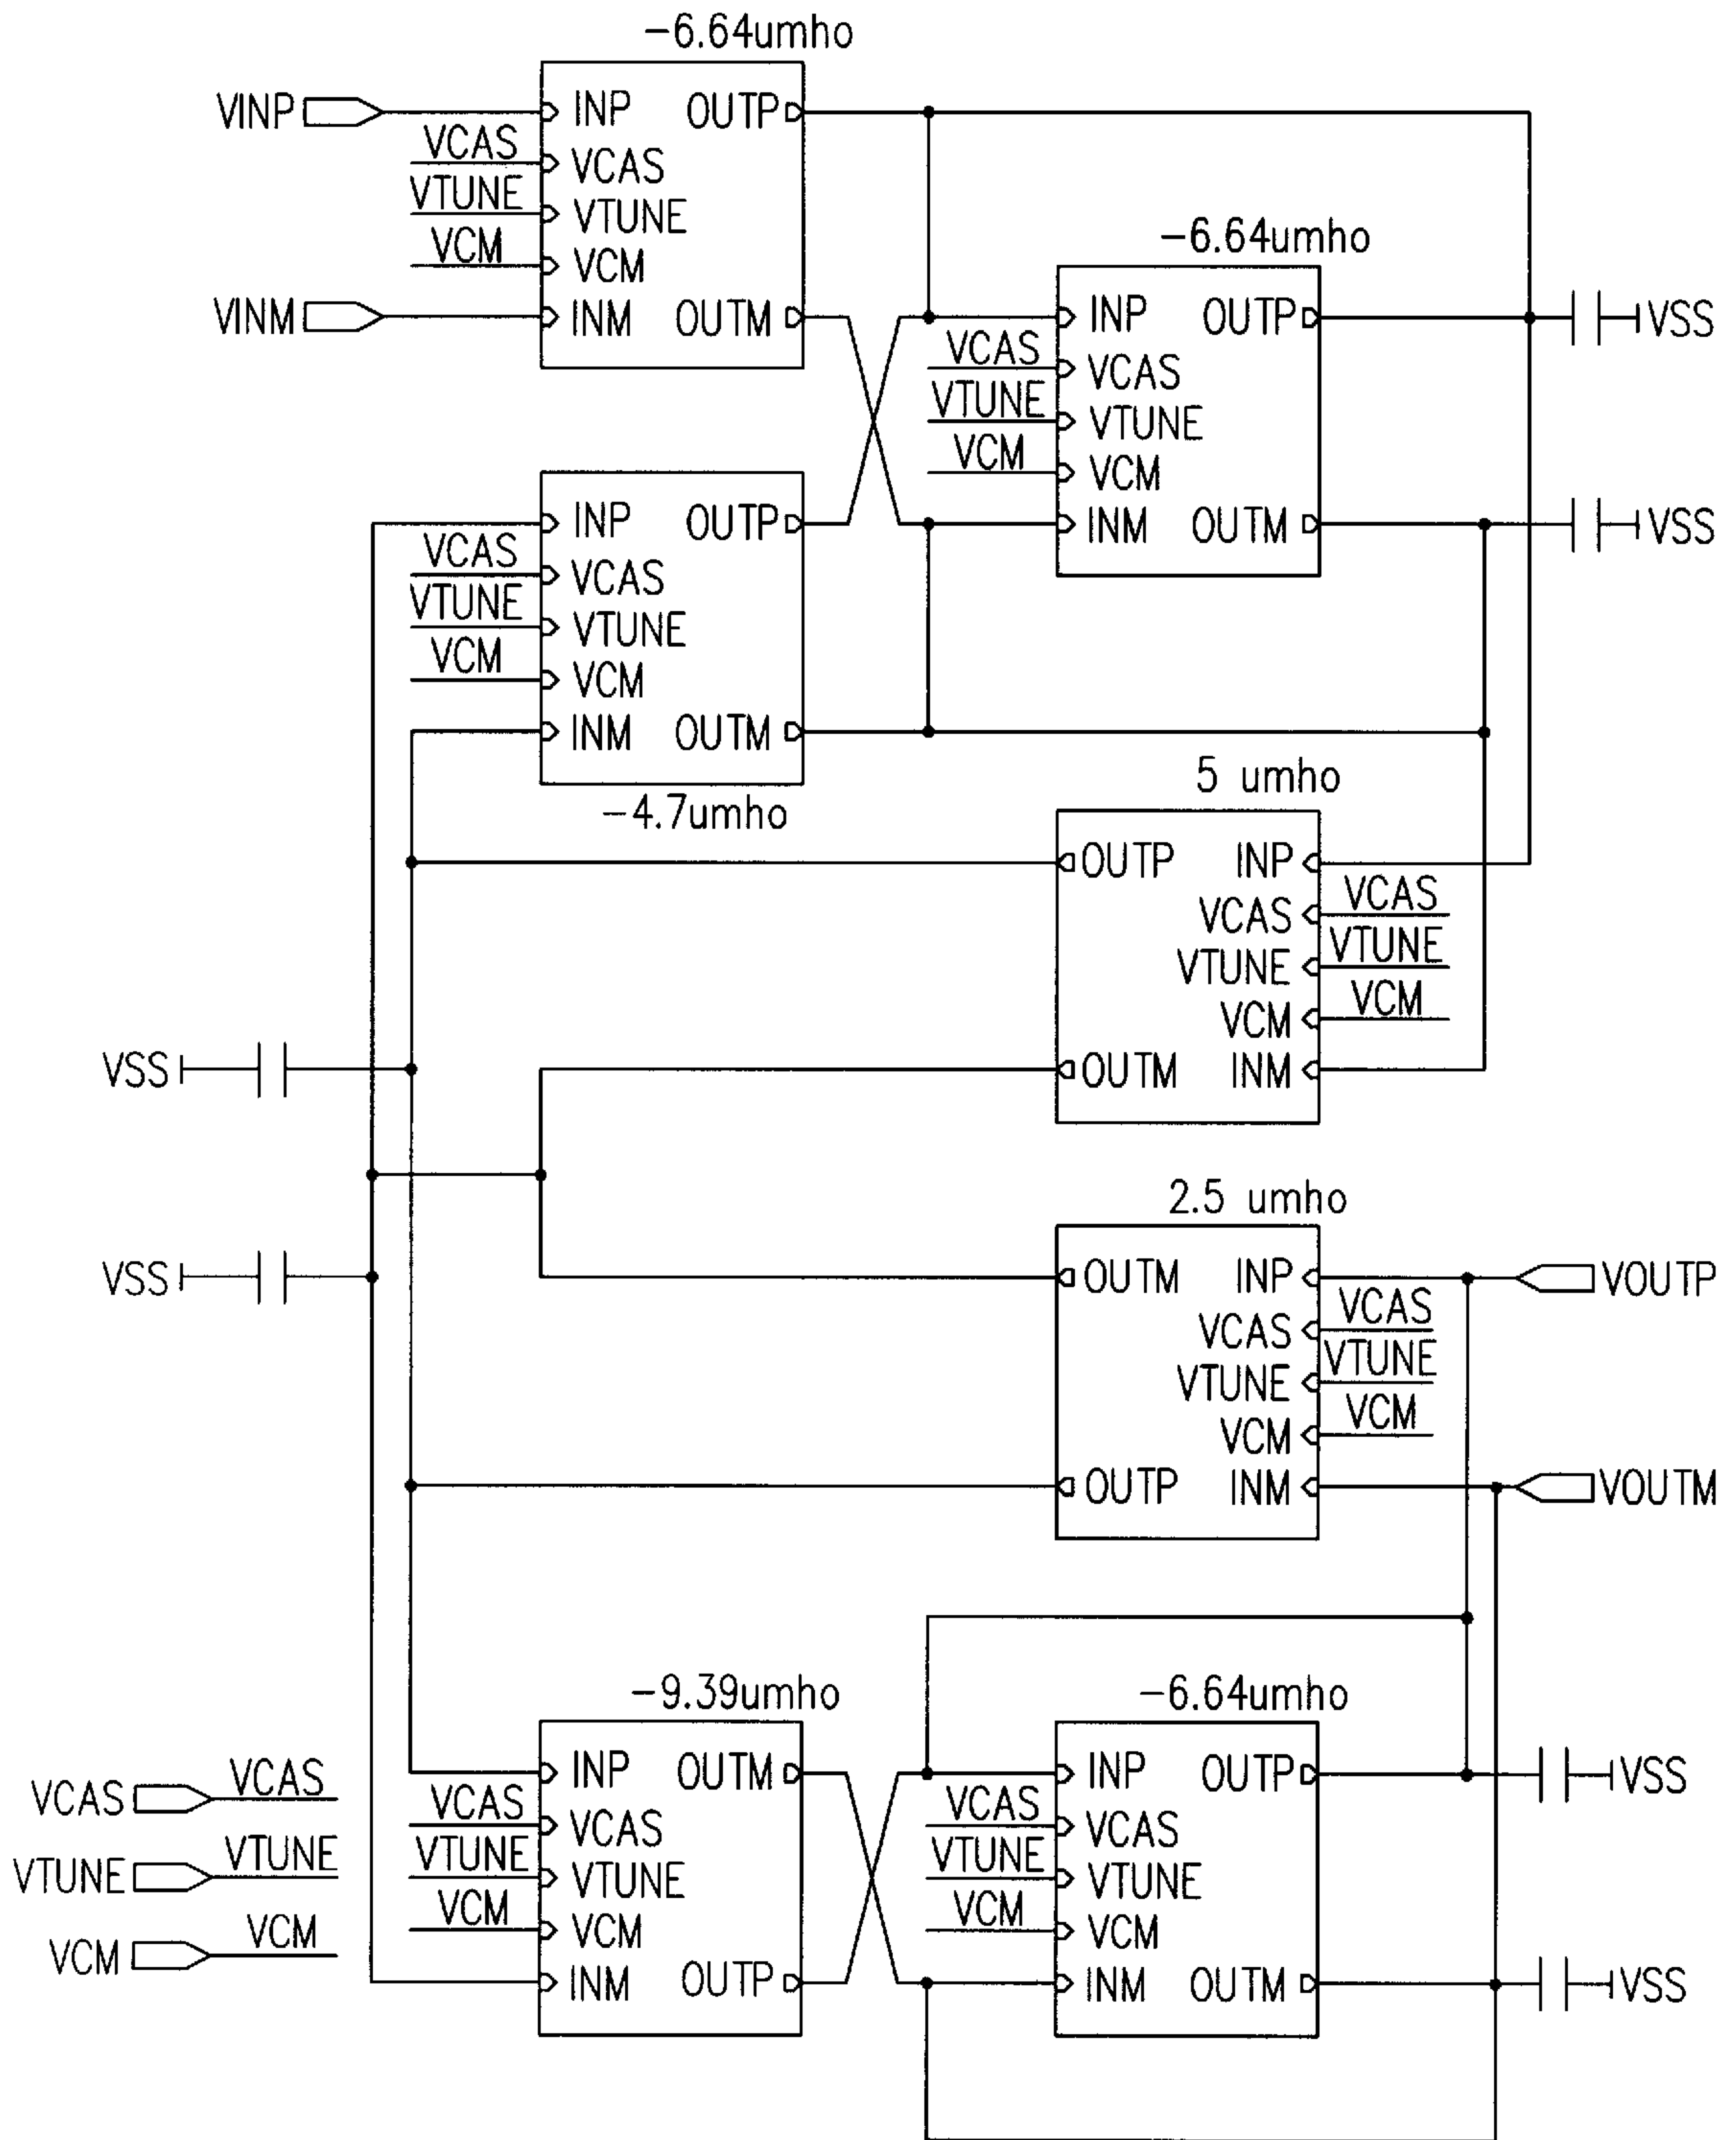 -6.64umho
VINP
INP OUTP
VCAS
VCAS
VTUNE
VTUNE
VCM
VCM
VINM
INM OUTM
-6.64umho
INP OUTP
VSS
VCAS
VCAS
VTUNE
VTUNE
VCM
VCM
INM OUTM
VSS
INP OUTP
VCAS
VCAS
VTUNE
VTUNE
VCM
VCM
INM OUTM
-4.7umho
5 umho
OUTP INP
VCAS
VCAS
VTUNE
VTUNE
VCM
VCM
OUTM INM
VSS
2.5 umho
VSS
OUTM INP
VOUTP
VCAS
VCAS
VTUNE
VTUNE
VCM
VCM
OUTP INM
VOUTM
-9.39umho
INP OUTM
VCAS
VCAS
VTUNE
VTUNE
VCM
VCM
INM OUTP
-6.64umho
INP OUTP
VSS
VCAS
VCAS
VTUNE
VTUNE
VCM
VCM
INM OUTM
VSS
VCAS VCAS
VTUNE VTUNE
VCM VCM